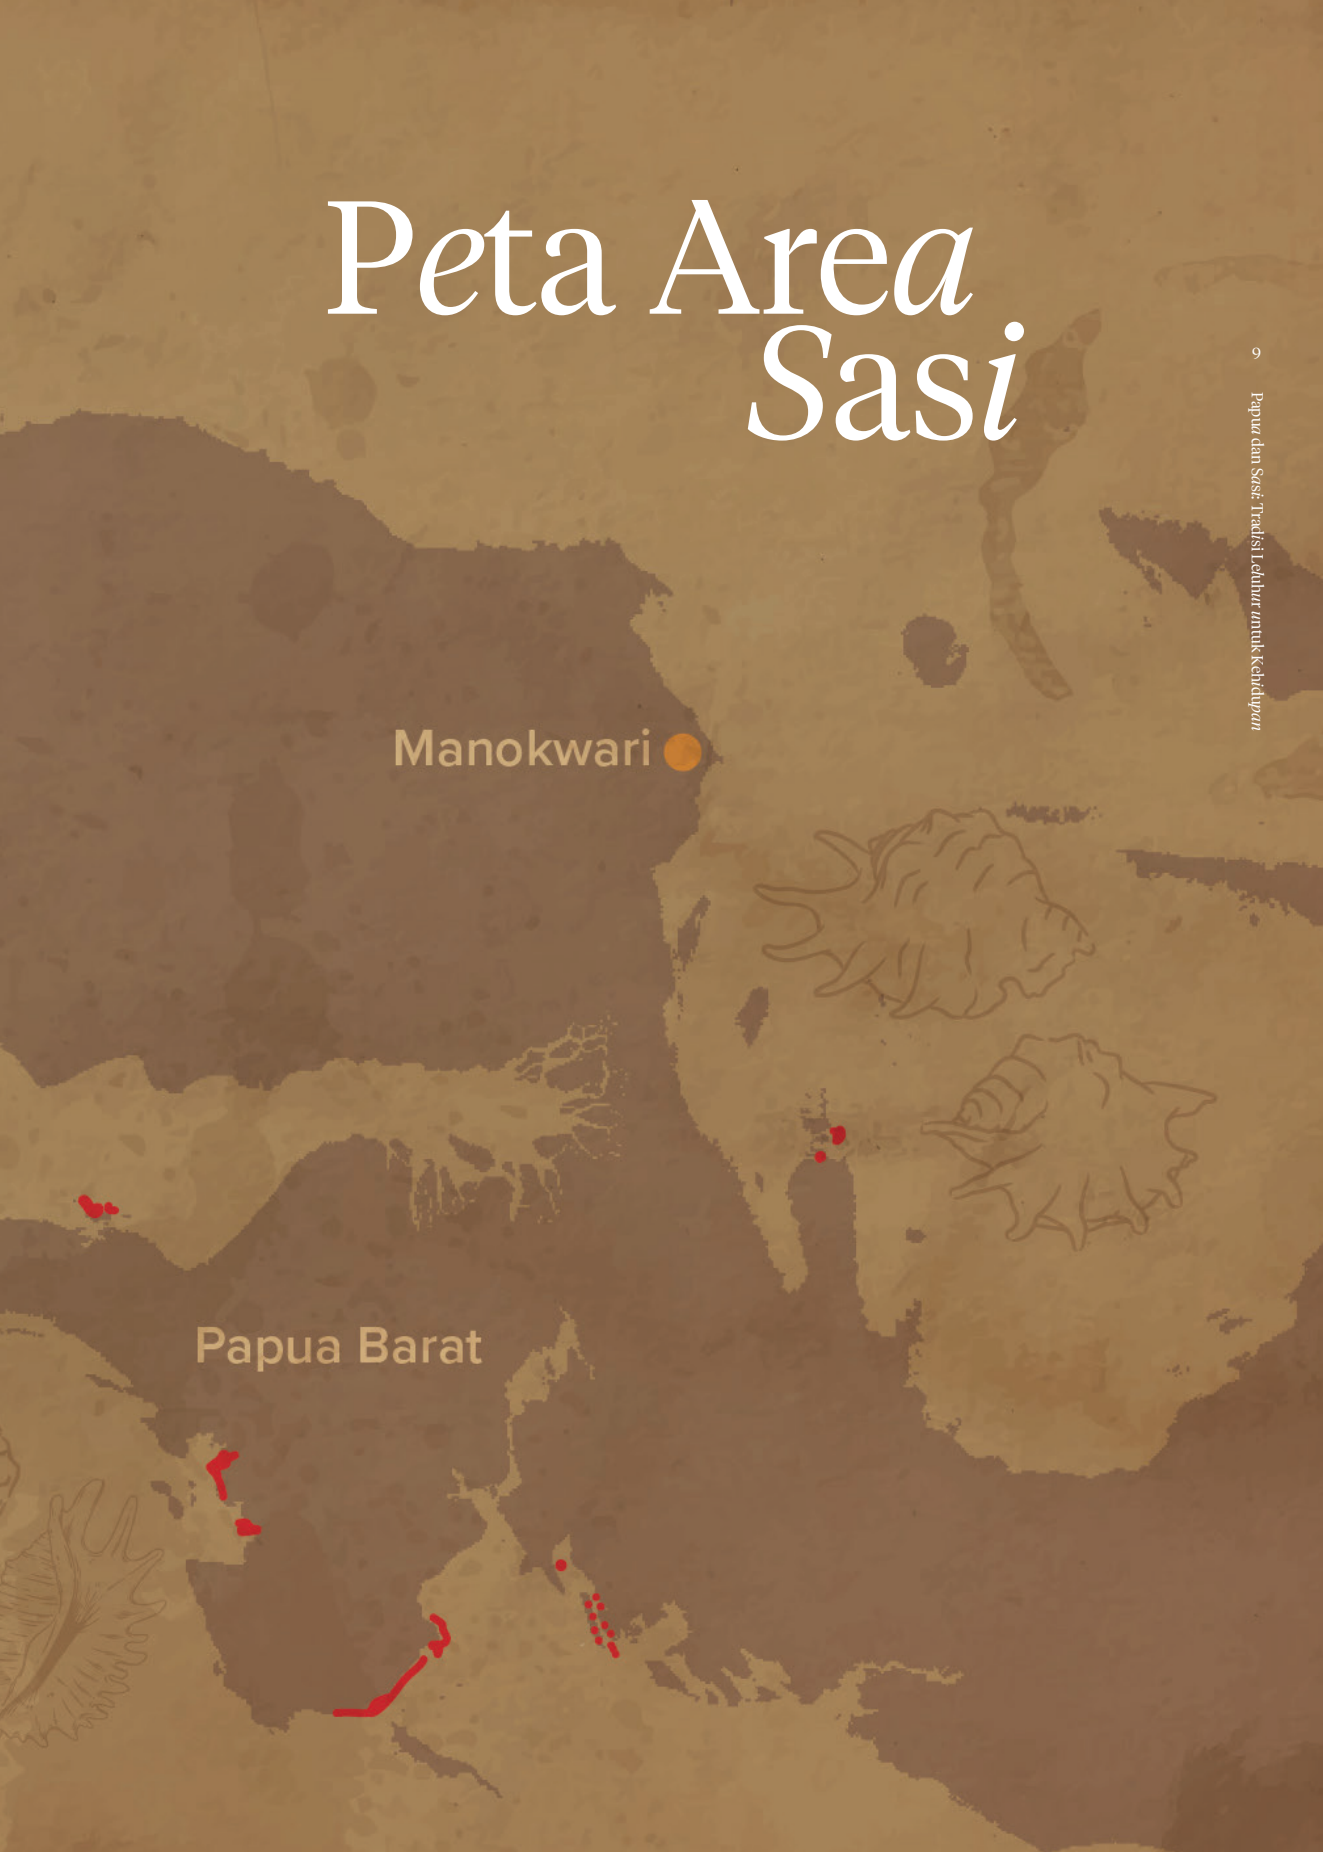 Peta Area
Sasi
9
Papua dan Sasi: Tradisi Leluhur untuk Kehidupan
Manokwari
Papua Barat